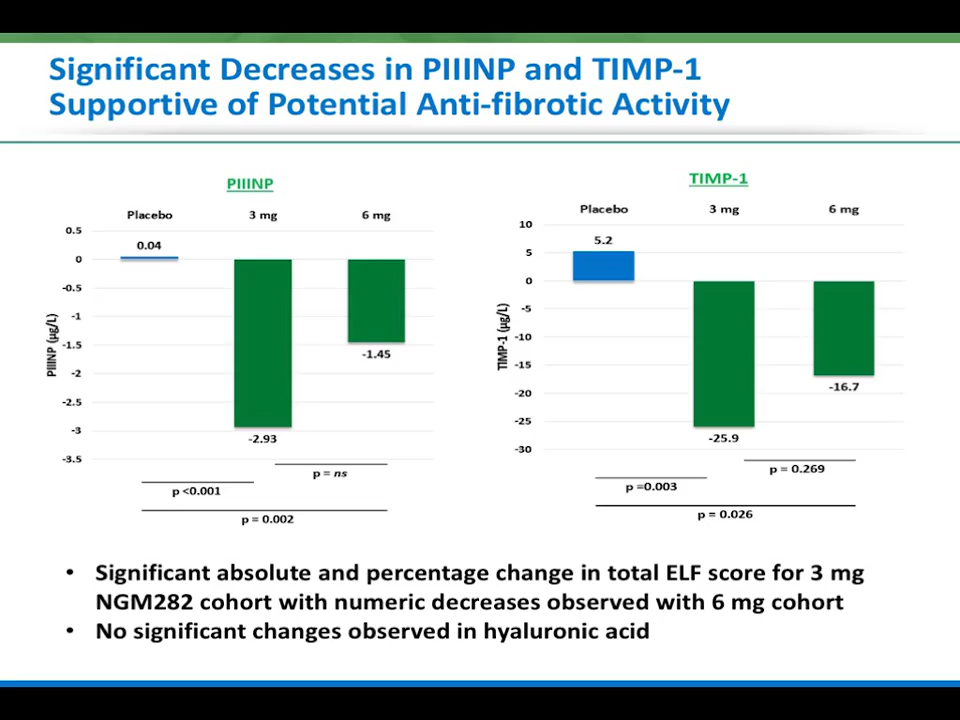 Significant Decreases in PIIINP and TIMP-1
Supportive of Potential Anti-fibrotic Activity
PIIINP
Placebo 3 mg 6 mg
0.5
0
-0.5
-1
-1.5
-2
-2.5
-3
-3.5
PIIINP (µg/L)
0.04
-2.93
-1.45
p = ns
p <0.001
p = 0.002
TIMP-1
Placebo 3 mg 6 mg
10
5
0
-5
-10
-15
-20
-25
-30
TIMP-1 (µg/L)
5.2
-25.9
-16.7
p = 0.269
p =0.003
p = 0.026
• Significant absolute and percentage change in total ELF score for 3 mg
NGM282 cohort with numeric decreases observed with 6 mg cohort
• No significant changes observed in hyaluronic acid